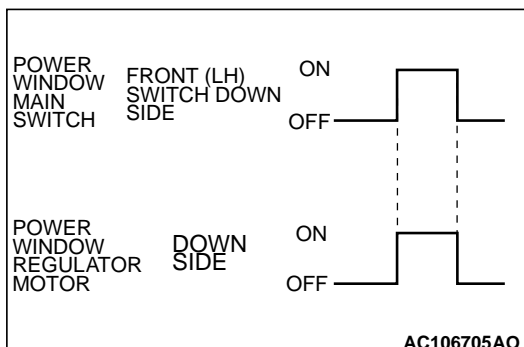 POWER
WINDOW
MAIN
SWITCH
FRONT (LH)
SWITCH DOWN
SIDE
ON
OFF
POWER
WINDOW
REGULATOR
MOTOR
DOWN
SIDE
ON
OFF
AC106705AO